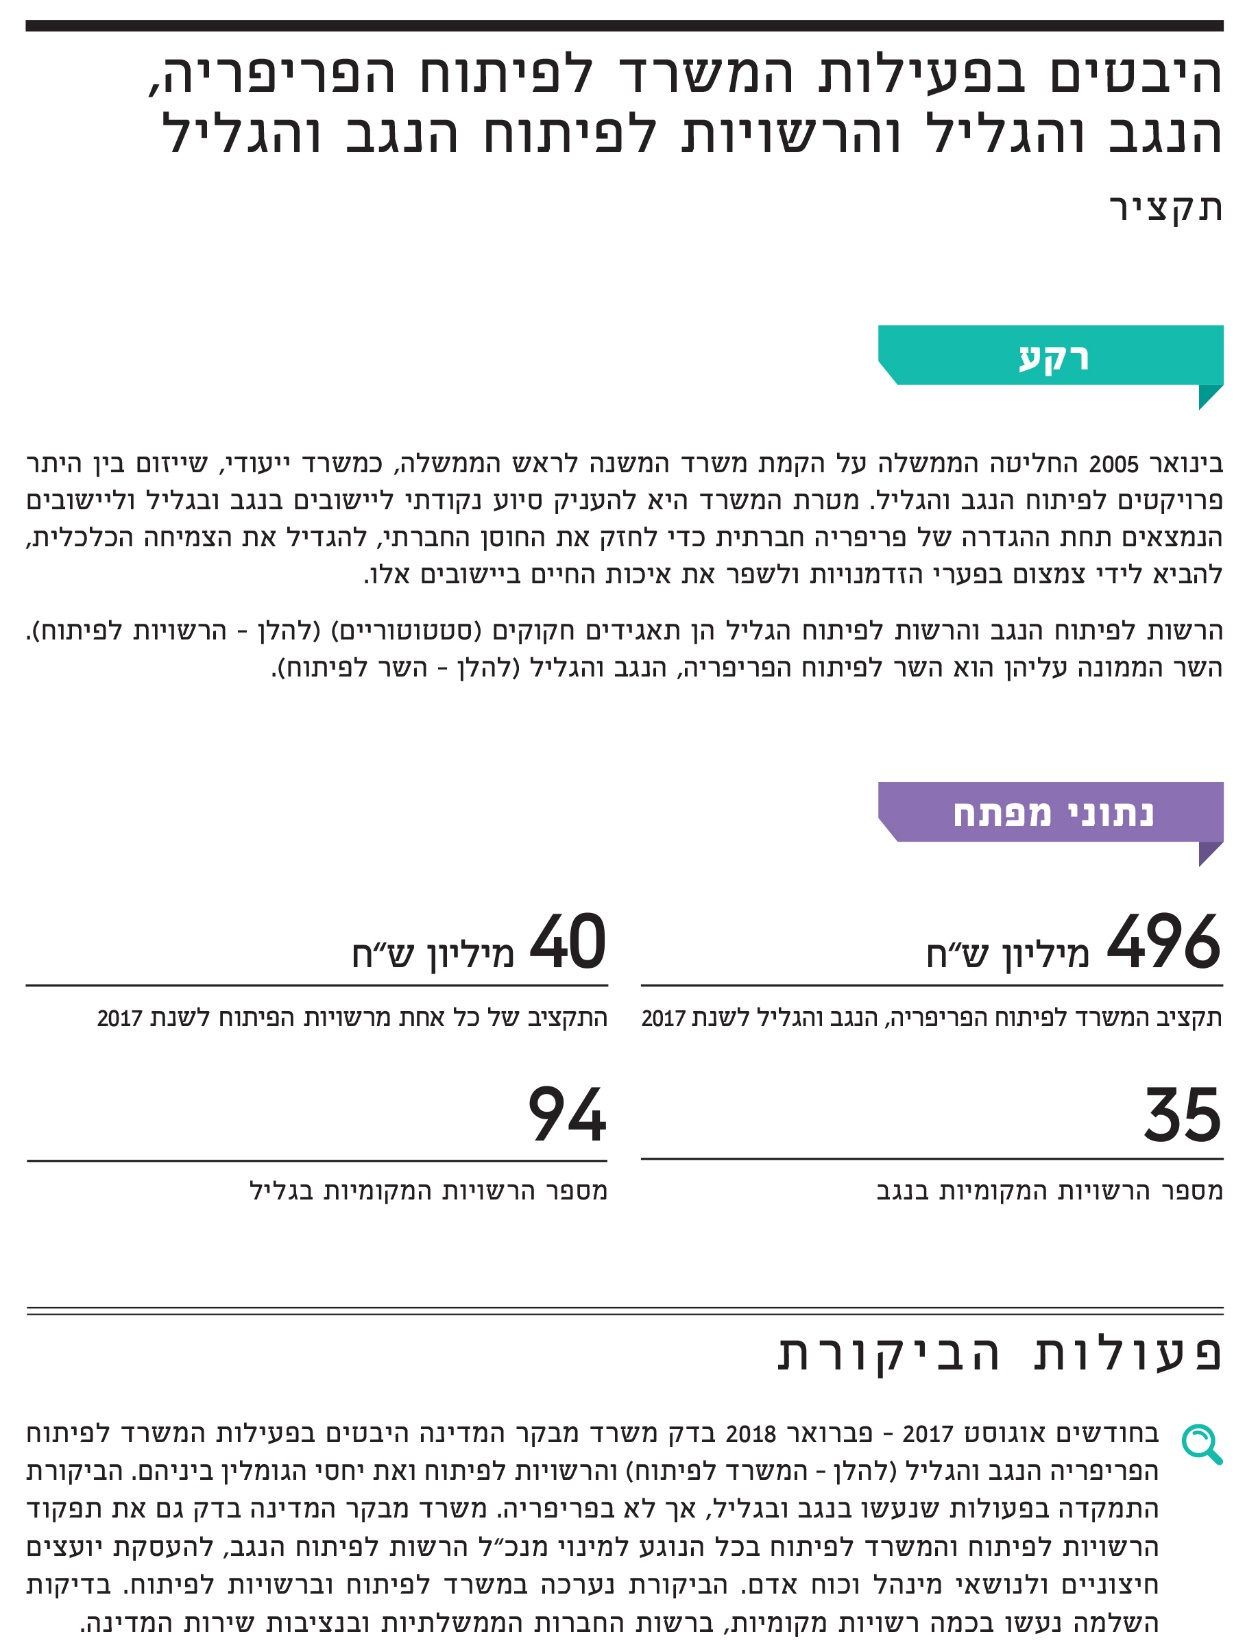 היבטים בפעילות המשרד לפיתוח הפריפריה,
הנגב והגליל והרשויות לפיתוח הנגב והגליל
תקציר
רקע
בינואר 2005 החליטה הממשלה על הקמת משרד המשנה לראש הממשלה, כמשרד ייעודי, שייזום בין היתר
פרויקטים לפיתוח הנגב והגליל. מטרת המשרד היא להעניק סיוע נקודתי ליישובים בנגב ובגליל וליישובים
הנמצאים תחת ההגדרה של פריפריה חברתית כדי לחזק את החוסן החברתי, להגדיל את הצמיחה הכלכלית,
להביא לידי צמצום בפערי הזדמנויות ולשפר את איכות החיים ביישובים אלו.
הרשות לפיתוח הנגב והרשות לפיתוח הגליל הן תאגידים חקוקים (סטטוטוריים) (להלן - הרשויות לפיתוח).
השר הממונה עליהן הוא השר לפיתוח הפריפריה, הנגב והגליל (להלן - השר לפיתוח).
נתוני מפתח
496 מיליון ש״ח
תקציב המשרד לפיתוח הפריפריה, הנגב והגליל לשנת 2017
40 מיליון ש״ח
התקציב של כל אחת מרשויות הפיתוח לשנת 2017
35
מספר הרשויות המקומיות בנגב
94
מספר הרשויות המקומיות בגליל
פעולות הביקורת
בחודשים אוגוסט 2017 - פברואר 2018 בדק משרד מבקר המדינה היבטים בפעילות המשרד לפיתוח
הפריפריה הנגב והגליל (להלן - המשרד לפיתוח) והרשויות לפיתוח ואת יחסי הגומלין ביניהם. הביקורת
התמקדה בפעולות שנעשו בנגב ובגליל, אך לא בפריפריה. משרד מבקר המדינה בדק גם את תפקוד
הרשויות לפיתוח והמשרד לפיתוח בכל הנוגע למינוי מנכ״ל הרשות לפיתוח הנגב, להעסקת יועצים
חיצוניים ולנושאי מינהל וכוח אדם. הביקורת נערכה במשרד לפיתוח וברשויות לפיתוח. בדיקות
השלמה נעשו בכמה רשויות מקומיות, ברשות החברות הממשלתיות ובנציבות שירות המדינה.